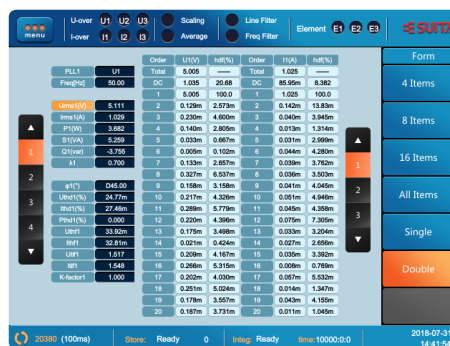 menu
U-over U1 U2 U3 Scaling Line Filter
I-over I1 I2 I3 Average Freq Filter
Element E1 E2 E3
SUITA
Form
4 Items
8 Items
16 Items
All Items
Single
Double
PLL1 U1
Freq(Hz) 50.00
Urms1(V) 5.111
Irms1(A) 1.029
P1(W) 3.682
S1(VA) 5.259
Q1(var) -3.755
λ1 0.700
φ1(°) D45.00
Uthd1(%) 24.77m
Ithd1(%) 27.46m
Pthd1(%) 0.000
Uthf1 33.92m
Ithf1 32.81m
Utif1 1.517
Itif1 1.548
K-factor1 1.000
1
2
3
4
Order U1(V) hdf(%) Order I1(A) hdf(%)
Total 5.005 —— Total 1.025 ——
DC 1.035 20.68 DC 85.95m 8.382
1 5.005 100.0 1 1.025 100.0
2 0.129m 2.573m 2 0.142m 13.83m
3 0.230m 4.600m 3 0.040m 3.945m
4 0.140m 2.805m 4 0.013m 1.314m
5 0.033m 0.667m 5 0.031m 2.999m
6 0.005m 0.102m 6 0.044m 4.280m
7 0.133m 2.657m 7 0.039m 3.762m
8 0.327m 6.537m 8 0.036m 3.503m
9 0.158m 3.158m 9 0.041m 4.045m
10 0.217m 4.326m 10 0.051m 4.946m
11 0.289m 5.779m 11 0.045m 4.358m
12 0.220m 4.396m 12 0.075m 7.305m
13 0.175m 3.498m 13 0.033m 3.204m
14 0.021m 0.424m 14 0.027m 2.656m
15 0.209m 4.167m 15 0.035m 3.392m
16 0.266m 5.315m 16 0.008m 0.769m
17 0.202m 4.030m 17 0.057m 5.532m
18 0.251m 5.024m 18 0.014m 1.347m
19 0.178m 3.557m 19 0.043m 4.155m
20 0.187m 3.731m 20 0.011m 1.045m
1
2
3
20380 (100ms) Store: Ready 0 Integ: Ready time:10000:0:0
2018-07-31
14:41:54